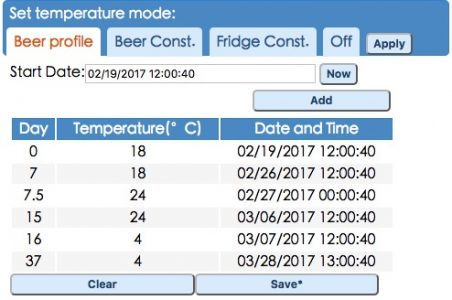 Set temperature mode:
Beer profile Beer Const. Fridge Const. Off Apply
Start Date: 02/19/2017 12:00:40 Now
Add
Day Temperature(° C) Date and Time
0 18 02/19/2017 12:00:40
7 18 02/26/2017 12:00:40
7.5 24 02/27/2017 00:00:40
15 24 03/06/2017 12:00:40
16 4 03/07/2017 12:00:40
37 4 03/28/2017 13:00:40
Clear Save*